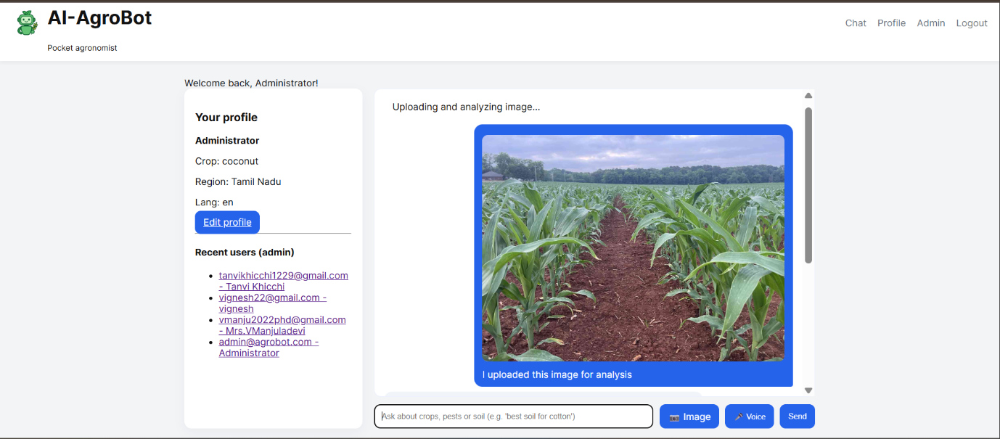 AI-AgroBot
Pocket agronomist
Chat Profile Admin Logout
Welcome back, Administrator!
Your profile
Administrator
Crop: coconut
Region: Tamil Nadu
Lang: en
Edit profile
Recent users (admin)
tanvikhicchi1229@gmail.com
- Tanvi Khicchi
vignesh22@gmail.com -
vignesh
vmanju2022phd@gmail.com
- Mrs.VManjuladevi
admin@agrobot.com -
Administrator
Uploading and analyzing image...
I uploaded this image for analysis
Ask about crops, pests or soil (e.g. 'best soil for cotton')
Image
Voice
Send